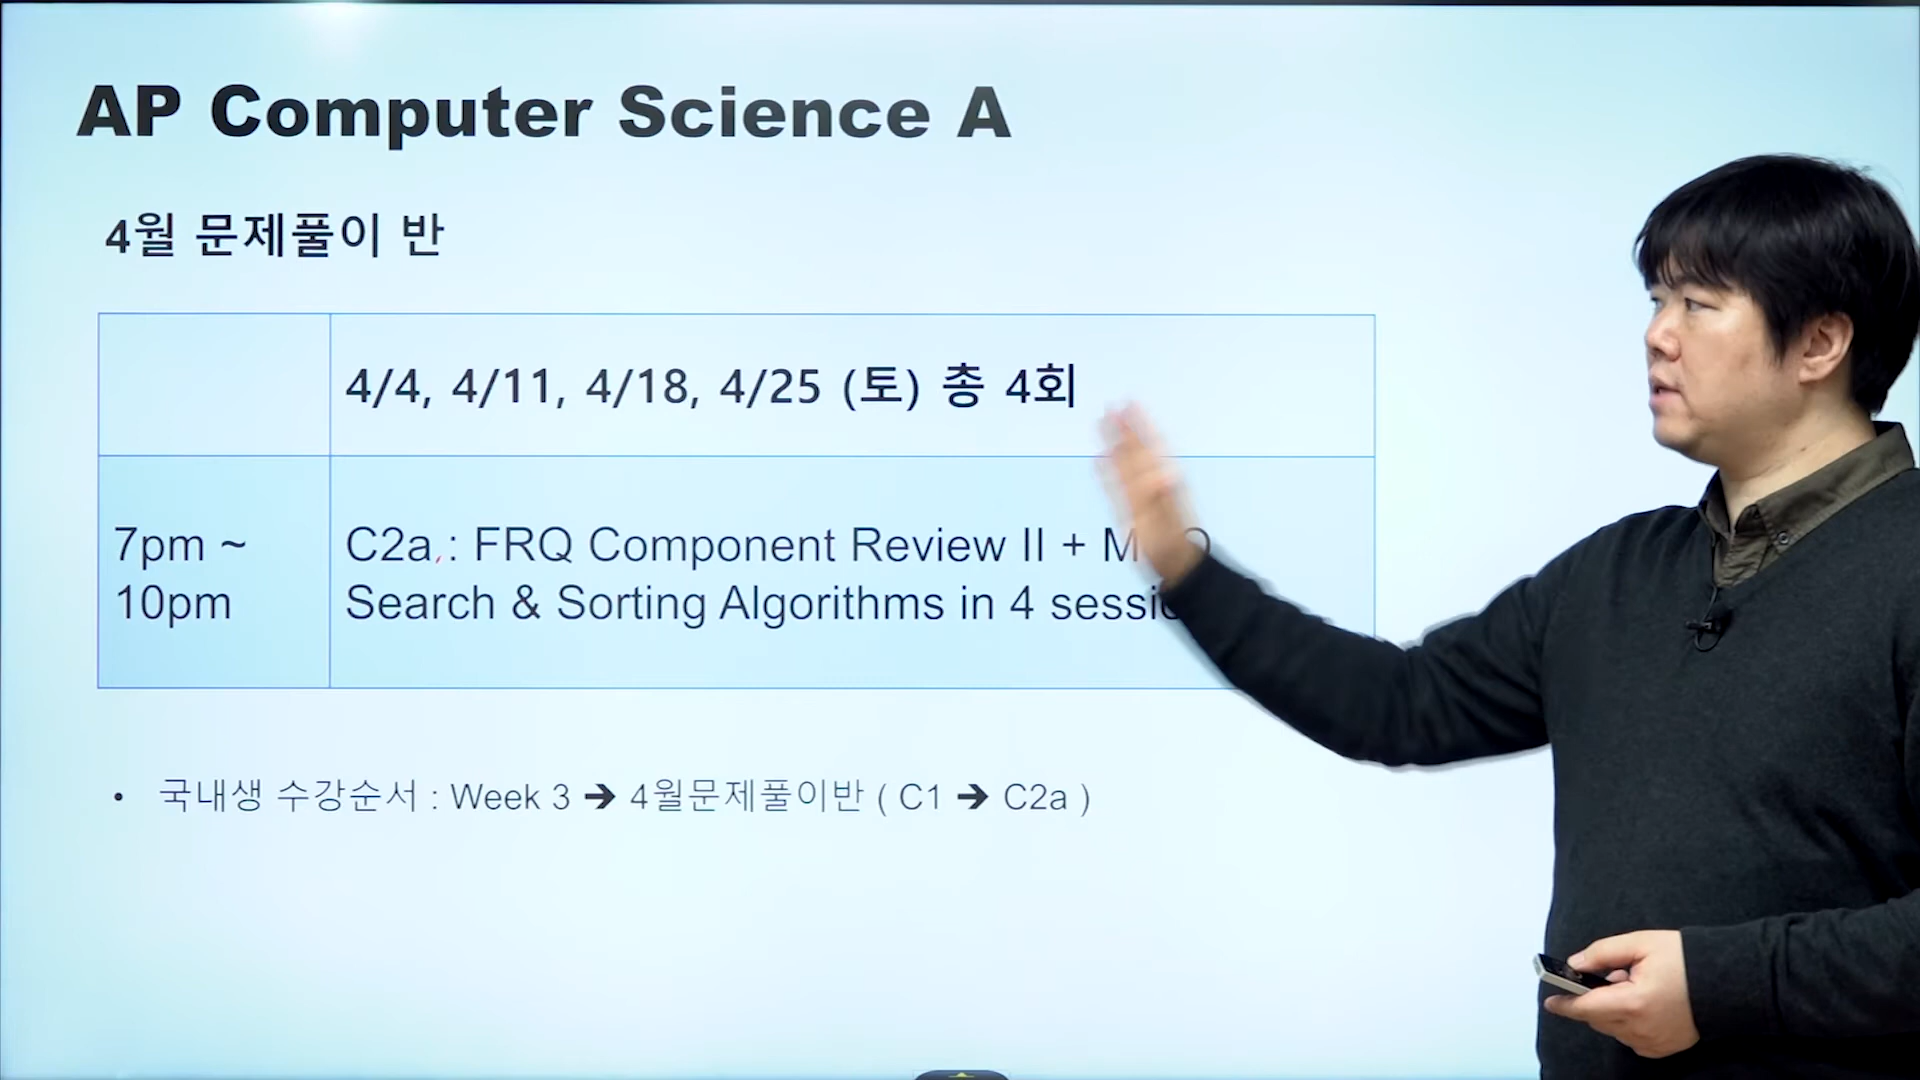 AP Computer Science A
4월 문제풀이 반
4/4, 4/11, 4/18, 4/25 (토) 총 4회
7pm ~
10pm
C2a : FRQ Component Review II +
Search & Sorting Algorithms in 4
• 국내생 수강순서 : Week 3 ➔ 4월문제풀이반 ( C1 ➔ C2a )